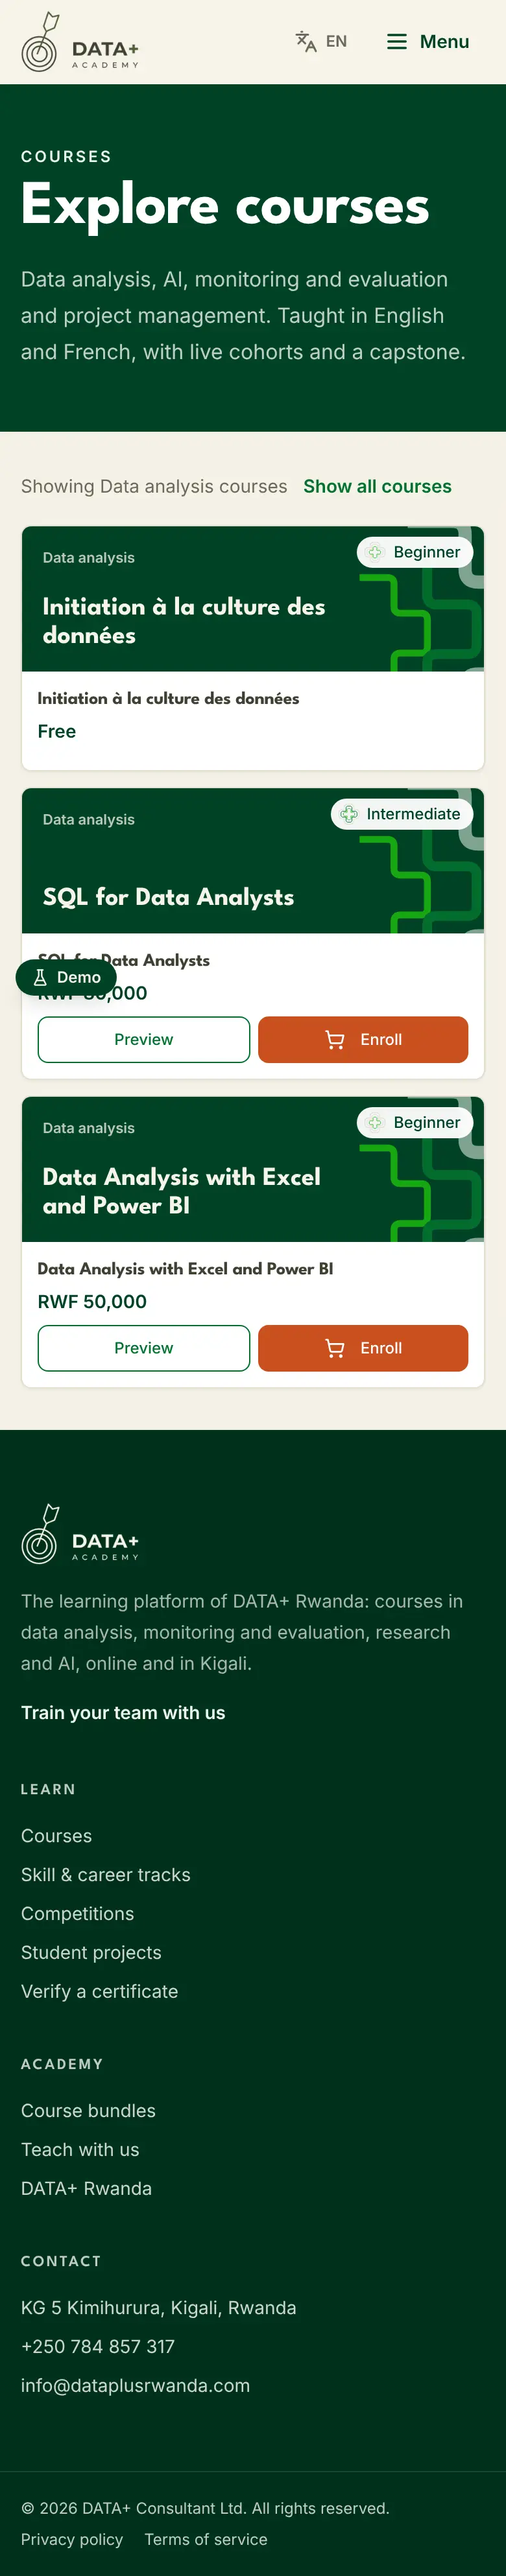 DATA+
ACADEMY
EN
Menu
COURSES
Explore courses
Data analysis, AI, monitoring and evaluation
and project management. Taught in English
and French, with live cohorts and a capstone.
Showing Data analysis courses Show all courses
Data analysis
Beginner
Initiation à la culture des
données
Initiation à la culture des données
Free
Data analysis
Intermediate
SQL for Data Analysts
SQL for Data Analysts
Demo
RWF 80,000
Preview
Enroll
Data analysis
Beginner
Data Analysis with Excel
and Power BI
Data Analysis with Excel and Power BI
RWF 50,000
Preview
Enroll
DATA+
ACADEMY
The learning platform of DATA+ Rwanda: courses in
data analysis, monitoring and evaluation, research
and AI, online and in Kigali.
Train your team with us
LEARN
Courses
Skill & career tracks
Competitions
Student projects
Verify a certificate
ACADEMY
Course bundles
Teach with us
DATA+ Rwanda
CONTACT
KG 5 Kimihurura, Kigali, Rwanda
+250 784 857 317
info@dataplusrwanda.com
© 2026 DATA+ Consultant Ltd. All rights reserved.
Privacy policy Terms of service